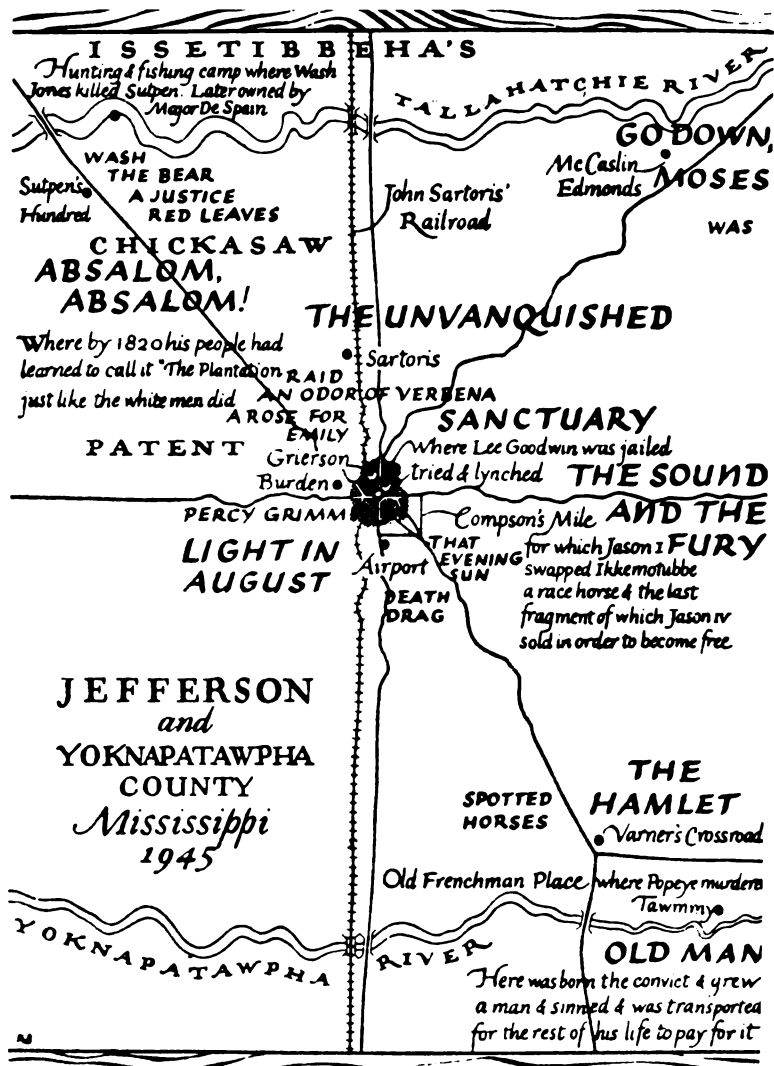 ISSETIBBEHA'S
Hunting & fishing camp where Wash
Jones killed Sutpen. Later owned by
Major De Spain
TALLAHATCHIE RIVER
GO DOWN,
MOSES
McCaslin
Edmonds
WAS
WASH
THE BEAR
A JUSTICE
RED LEAVES
Sutpen's
Hundred
John Sartoris'
Railroad
CHICKASAW
ABSALOM,
ABSALOM!
THE UNVANQUISHED
Where by 1820 his people had
learned to call it "The Plantation
just like the white men did
Sartoris
RAID
AN ODOR OF VERBENA
A ROSE FOR
EMILY
PATENT
Grierson
Burden
SANCTUARY
Where Lee Goodwin was jailed
tried & lynched
THE SOUND
AND THE
FURY
PERCY GRIMM
LIGHT IN
AUGUST
Compson's Mile
for which Jason I
swapped Ikkemotubbe
a race horse & the last
fragment of which Jason IV
sold in order to become free
THAT
EVENING
SUN
Airport
DEATH
DRAG
JEFFERSON
and
YOKNAPATAWPHA
COUNTY
Mississippi
1945
THE
HAMLET
SPOTTED
HORSES
Varner's Crossroad
Old Frenchman Place where Popeye murdera
Tawmmy
YOKNAPATAWPHA RIVER
OLD MAN
Here was born the convict & grew
a man & sinned & was transported
for the rest of his life to pay for it